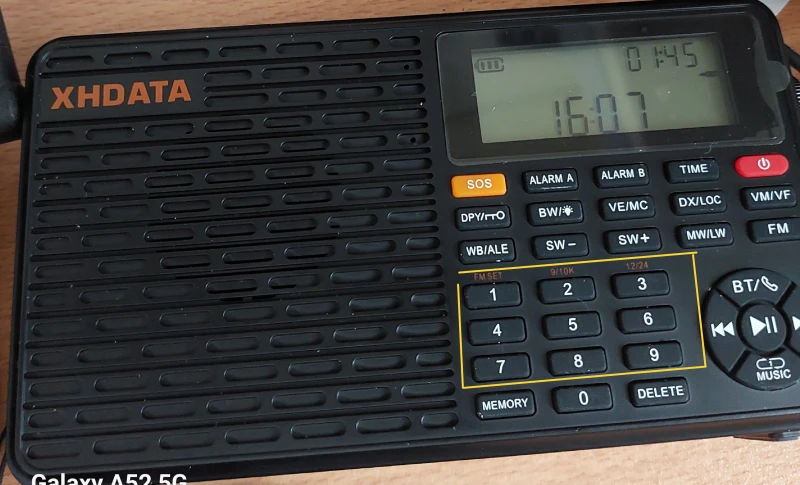 XHDATA
01:45
16:07
SOS ALARM A ALARM B TIME
DPY/ BW/ VE/MC DX/LOC VM/VF
WB/ALE SW- SW+ MW/LW FM
FM SET 9/10K 12/24
1 2 3
BT/
4 5 6
7 8 9
MUSIC
MEMORY 0 DELETE
Galaxy A52 5G